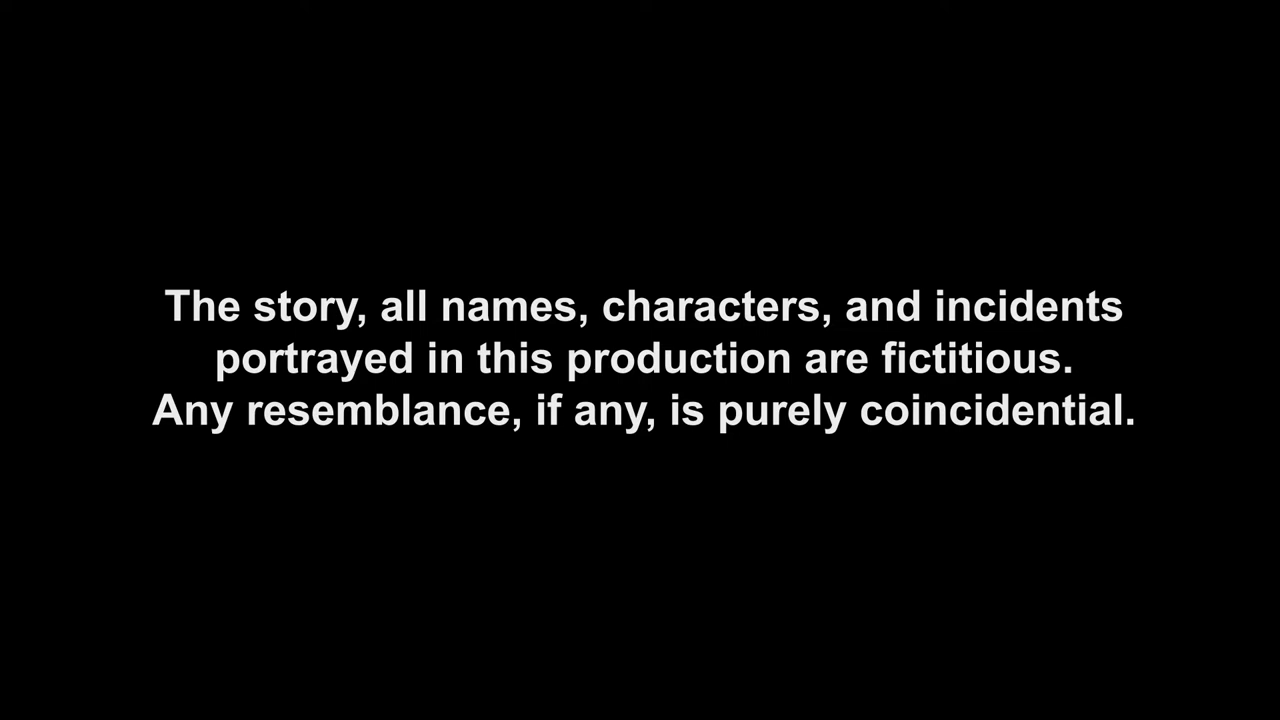 The story, all names, characters, and incidents
portrayed in this production are fictitious.
Any resemblance, if any, is purely coincidential.